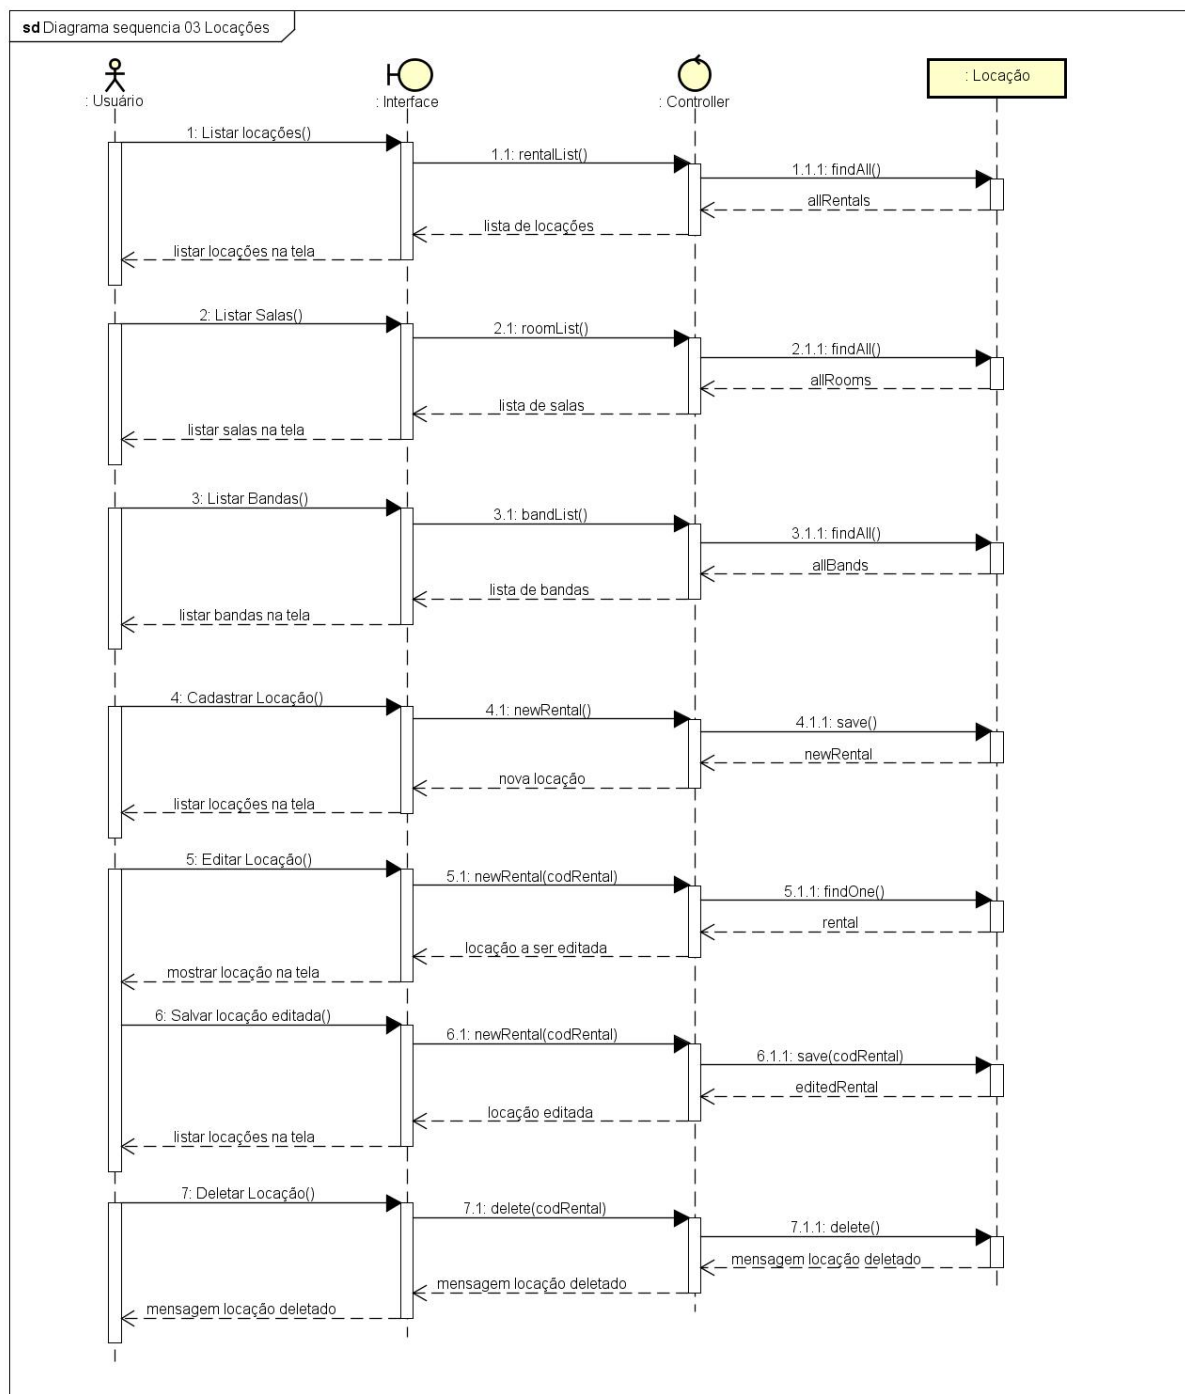 sd Diagrama sequencia 03 Locações
: Usuário
: Interface
: Controller
: Locação
1: Listar locações()
1.1: rentalList()
1.1.1: findAll()
allRentals
lista de locações
listar locações na tela
2: Listar Salas()
2.1: roomList()
2.1.1: findAll()
allRooms
lista de salas
listar salas na tela
3: Listar Bandas()
3.1: bandList()
3.1.1: findAll()
allBands
lista de bandas
listar bandas na tela
4: Cadastrar Locação()
4.1: newRental()
4.1.1: save()
newRental
nova locação
listar locações na tela
5: Editar Locação()
5.1: newRental(codRental)
5.1.1: findOne()
rental
locação a ser editada
mostrar locação na tela
6: Salvar locação editada()
6.1: newRental(codRental)
6.1.1: save(codRental)
editedRental
locação editada
listar locações na tela
7: Deletar Locação()
7.1: delete(codRental)
7.1.1: delete()
mensagem locação deletado
mensagem locação deletado
mensagem locação deletado